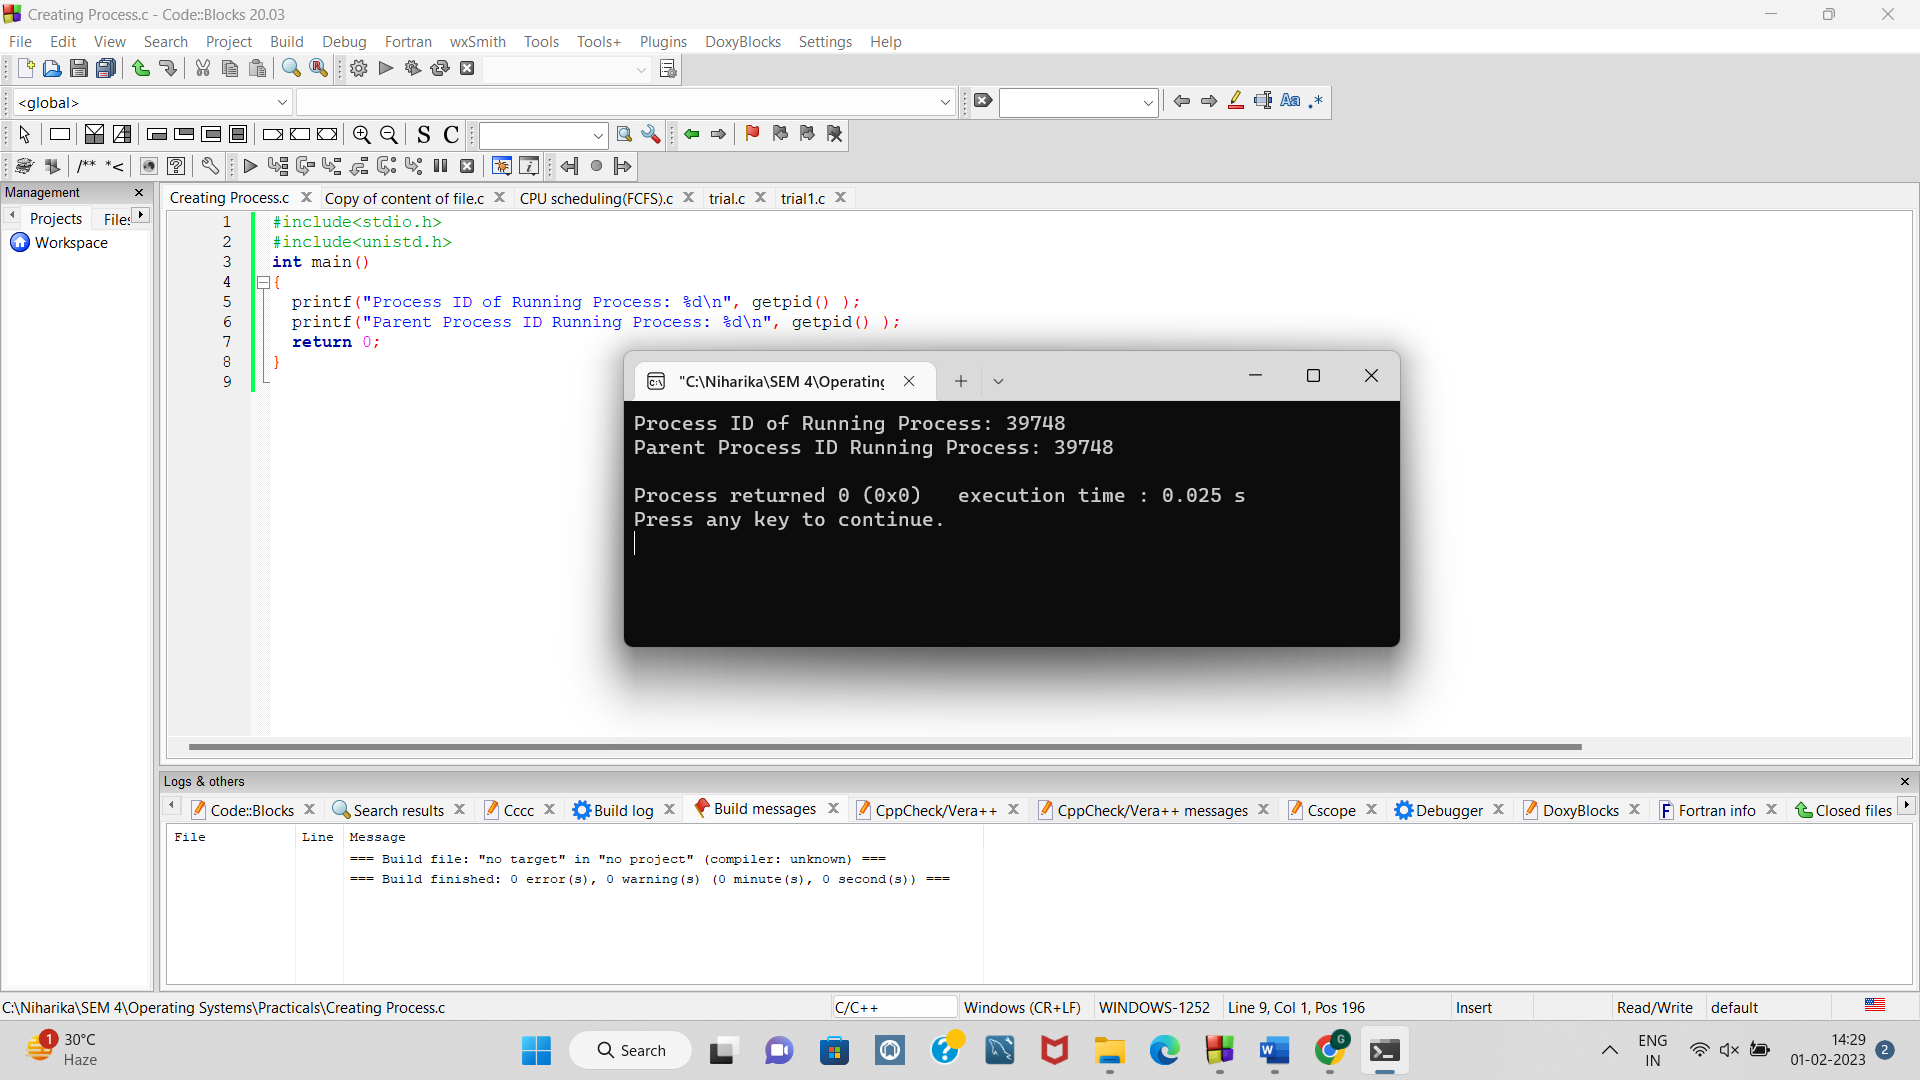 Creating Process.c - Code::Blocks 20.03
File Edit View Search Project Build Debug Fortran wxSmith Tools Tools+ Plugins DoxyBlocks Settings Help
<global>
S C
/** *<
Management
Projects Files
Workspace
Creating Process.c Copy of content of file.c CPU scheduling(FCFS).c trial.c trial1.c
1 #include<stdio.h>
2 #include<unistd.h>
3 int main()
4 {
5 printf("Process ID of Running Process: %d\n", getpid() );
6 printf("Parent Process ID Running Process: %d\n", getpid() );
7 return 0;
8 }
9
"C:\Niharika\SEM 4\Operating
Process ID of Running Process: 39748
Parent Process ID Running Process: 39748
Process returned 0 (0x0) execution time : 0.025 s
Press any key to continue.
Logs & others
Code::Blocks Search results Cccc Build log Build messages CppCheck/Vera++ CppCheck/Vera++ messages Cscope Debugger DoxyBlocks Fortran info Closed files
File Line Message
=== Build file: "no target" in "no project" (compiler: unknown) ===
=== Build finished: 0 error(s), 0 warning(s) (0 minute(s), 0 second(s)) ===
C:\Niharika\SEM 4\Operating Systems\Practicals\Creating Process.c C/C++ Windows (CR+LF) WINDOWS-1252 Line 9, Col 1, Pos 196 Insert Read/Write default
1 30°C
Haze
Search
ENG
IN
14:29
01-02-2023
2